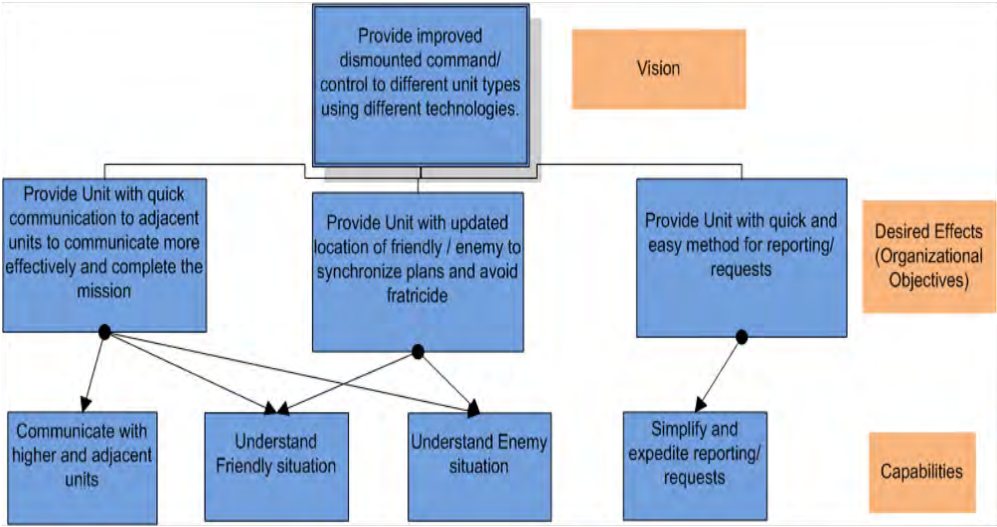 Provide improved
dismounted command/
control to different unit types
using different technologies.
Vision
Provide Unit with quick
communication to adjacent
units to communicate more
effectively and complete the
mission
Provide Unit with updated
location of friendly / enemy to
synchronize plans and avoid
fratricide
Provide Unit with quick and
easy method for reporting/
requests
Desired Effects
(Organizational
Objectives)
Communicate with
higher and adjacent
units
Understand
Friendly situation
Understand Enemy
situation
Simplify and
expedite reporting/
requests
Capabilities